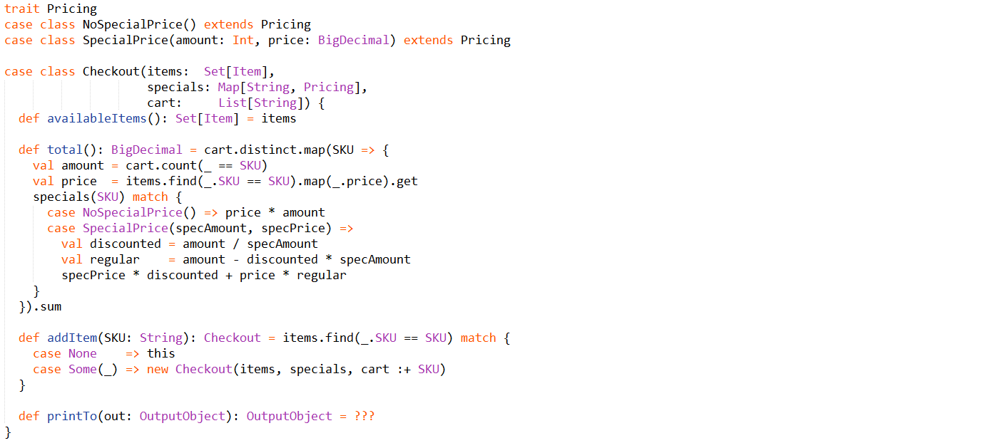 trait Pricing
case class NoSpecialPrice() extends Pricing
case class SpecialPrice(amount: Int, price: BigDecimal) extends Pricing

case class Checkout(items:  Set[Item],
                    specials: Map[String, Pricing],
                    cart:     List[String]) {
  def availableItems(): Set[Item] = items

  def total(): BigDecimal = cart.distinct.map(SKU => {
    val amount = cart.count(_ == SKU)
    val price  = items.find(_.SKU == SKU).map(_.price).get
    specials(SKU) match {
      case NoSpecialPrice() => price * amount
      case SpecialPrice(specAmount, specPrice) =>
        val discounted = amount / specAmount
        val regular    = amount - discounted * specAmount
        specPrice * discounted + price * regular
    }
  }).sum

  def addItem(SKU: String): Checkout = items.find(_.SKU == SKU) match {
    case None    => this
    case Some(_) => new Checkout(items, specials, cart :+ SKU)
  }

  def printTo(out: OutputObject): OutputObject = ???
}